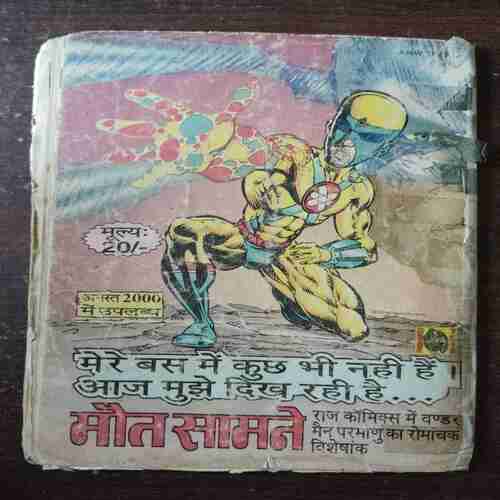 मूल्य:
20/-
अगस्त 2000
में उपलब्ध
मेरे बस में कुछ भी नहीं है।
आज मुझे दिख रही है...
मौत सामने
राज कॉमिक्स में वण्डर
मैन परमाणु का रोमांचक
विशेषांक